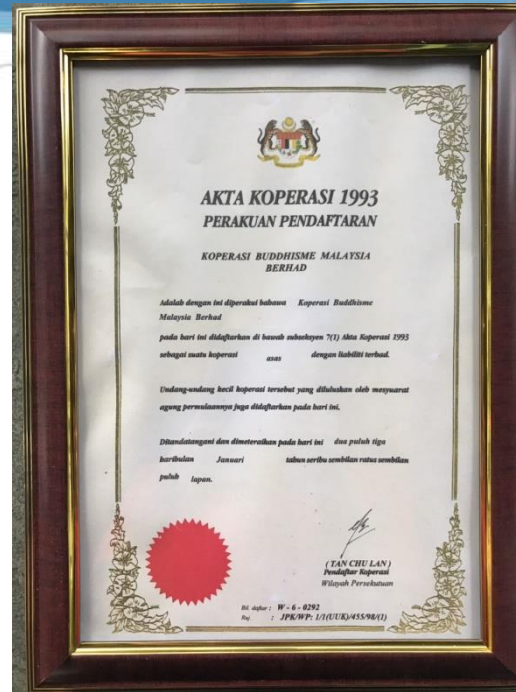 AKTA KOPERASI 1993
PERAKUAN PENDAFTARAN
KOPERASI BUDDHISME MALAYSIA
BERHAD
Adalah dengan ini diperakui bahawa Koperasi Buddhisme
Malaysia Berhad
pada hari ini didaftarkan di bawah subseksyen 7(1) Akta Koperasi 1993
sebagai suatu koperasi asas dengan liabiliti terbad.
Undang-undang kecil koperasi tersebut yang diluluskan oleh mesyuarat
agung permulaannya juga didaftarkan pada hari ini.
Ditandatangani dan dimeteraikan pada hari ini dua puluh tiga
haribulan Januari tahun seribu sembilan ratus sembilan
puluh lapan.
( TAN CHU LAN )
Pendaftar Koperasi
Wilayah Persekutuan
Bil. daftar : W - 6 - 0292
Ruj. : JPK/WP: 1/1(UUK)/455/98/(1)